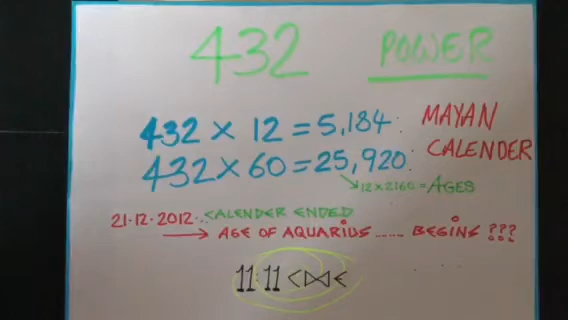 432 POWER
432 × 12 = 5,184 : MAYAN
432 × 60 = 25,920 : CALENDER
12 × 2160 = AGES
21·12·2012.. CALENDER ENDED
→ AGE OF AQUARIUS ...... BEGINS ???
11:11